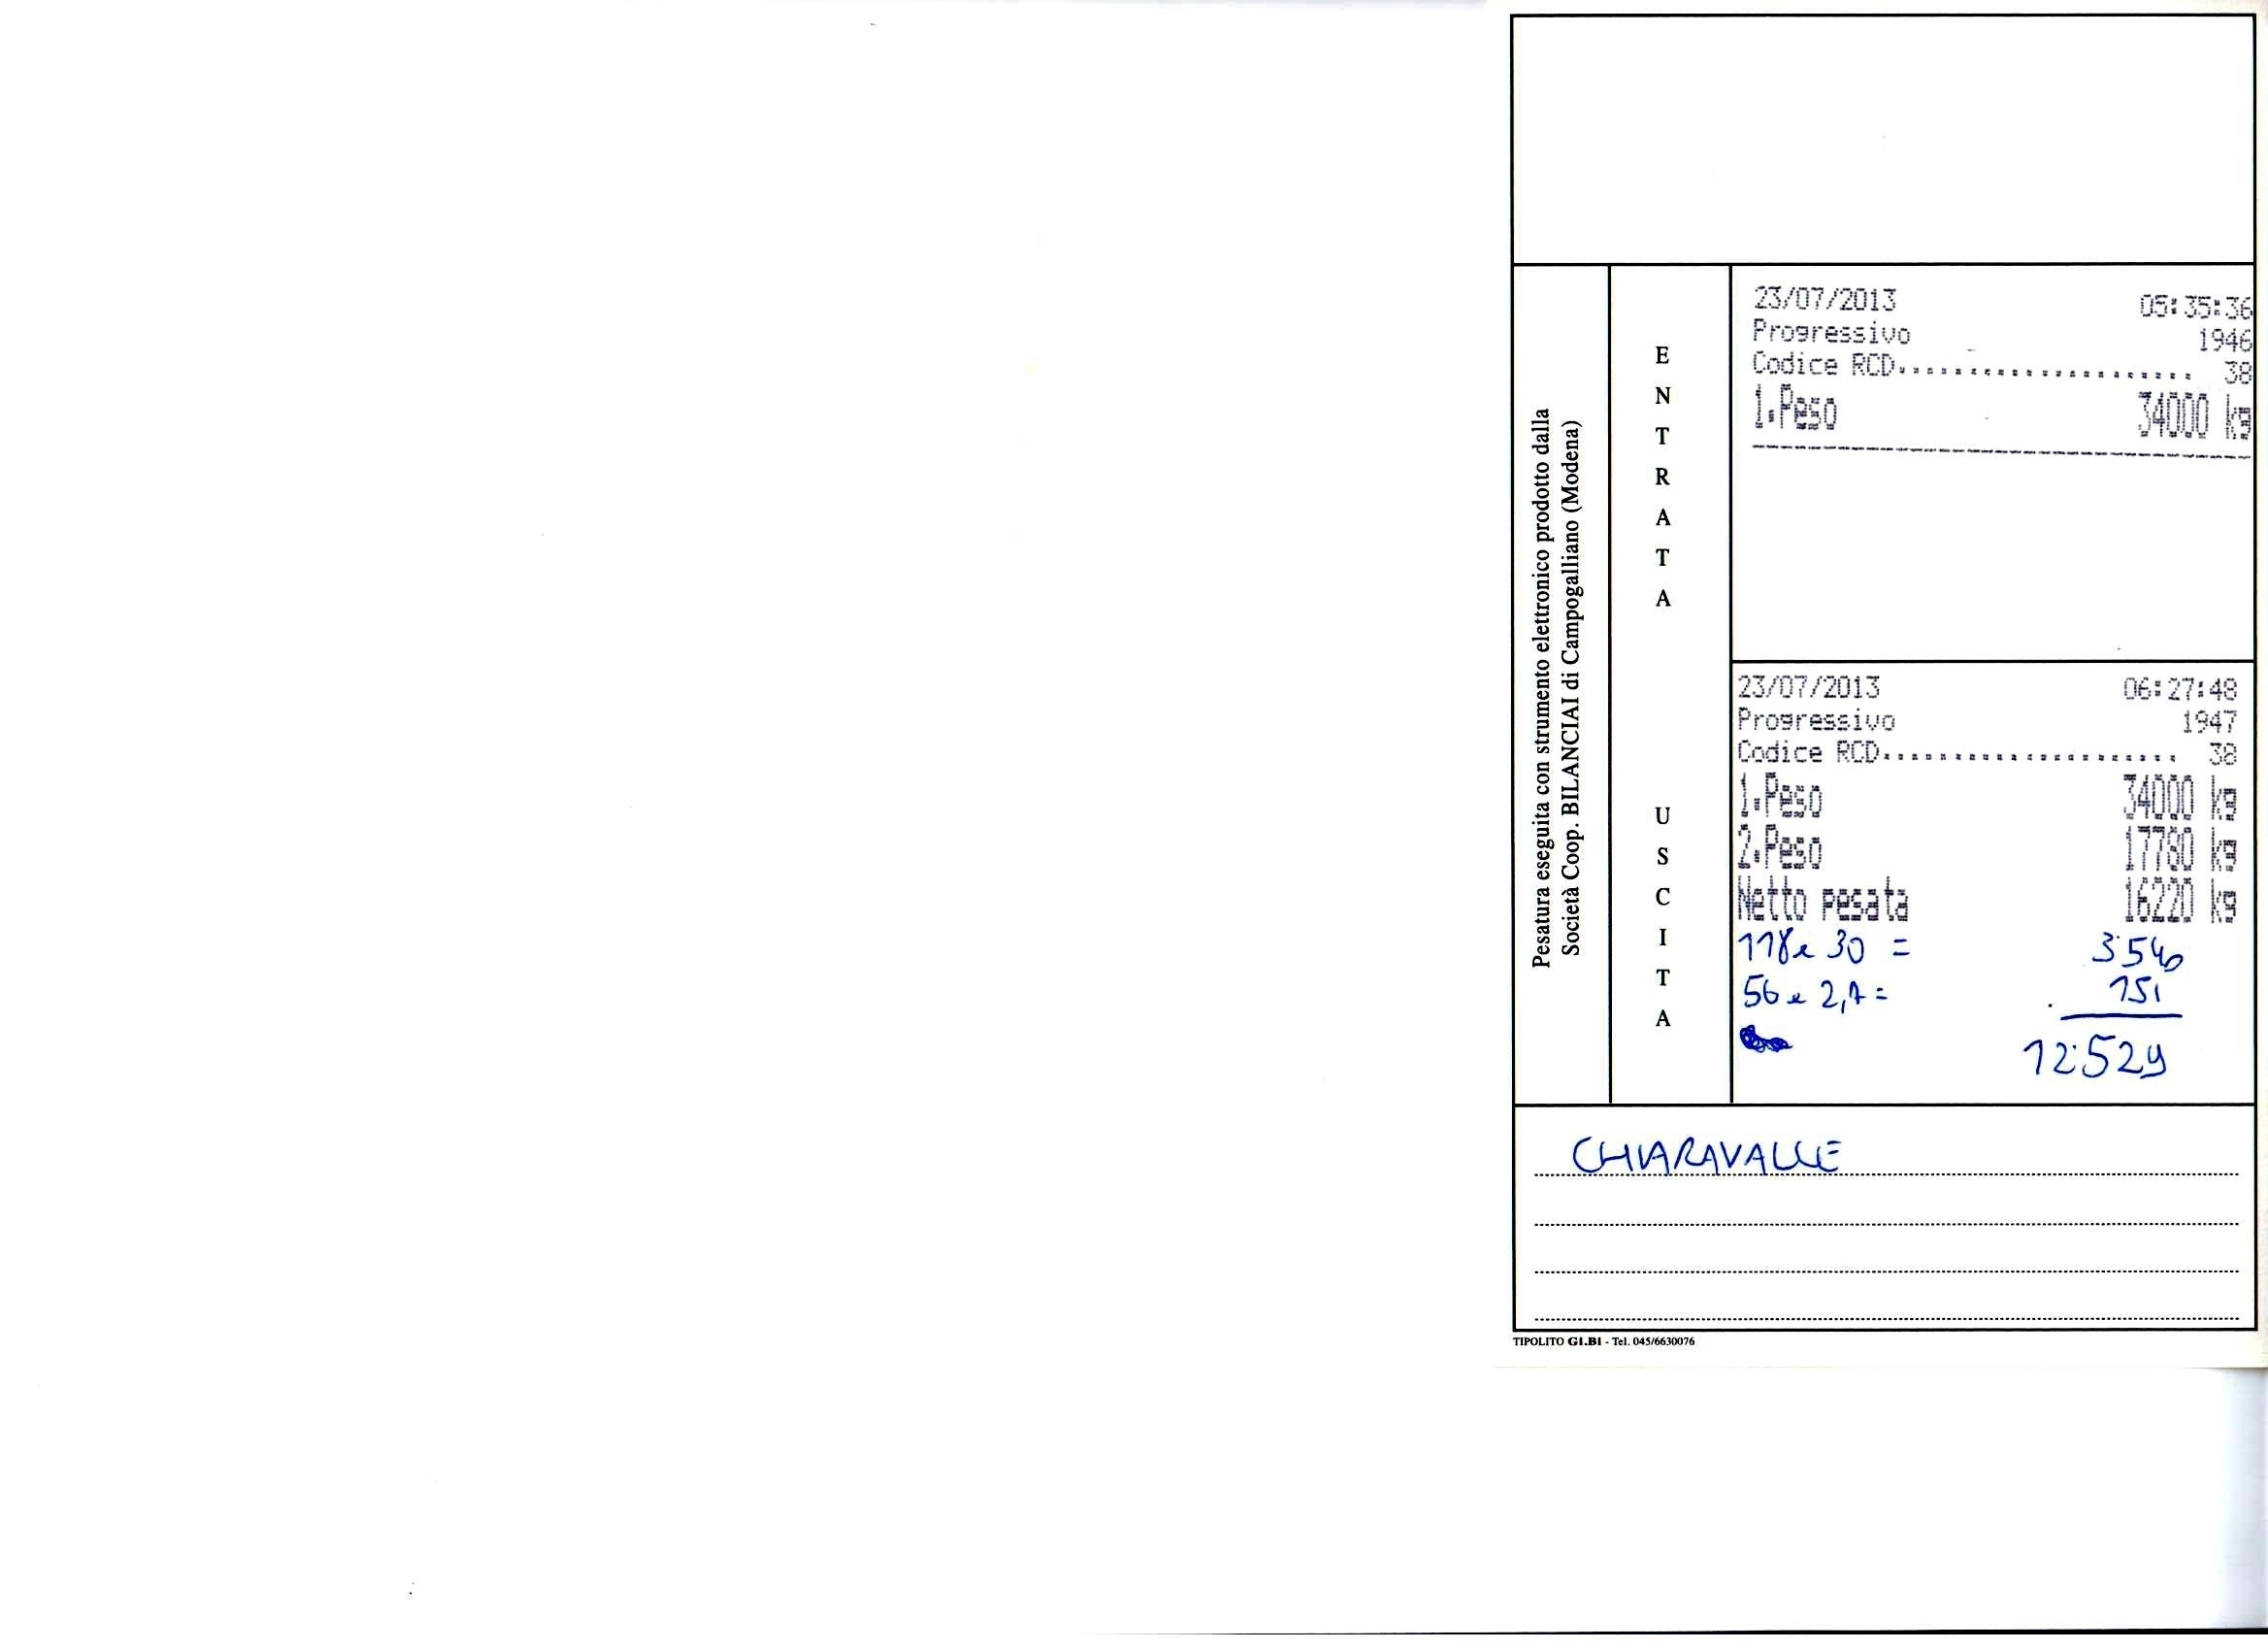 23/07/2013 05:35:36
Progressivo 1946
Codice RCD..................... 38
1.Peso 34000 kg
ENTRATA
Pesatura eseguita con strumento elettronico prodotto dalla
Società Coop. BILANCIAI di Campogalliano (Modena)
23/07/2013 06:27:48
Progressivo 1947
Codice RCD..................... 38
1.Peso 34000 kg
2.Peso 17780 kg
Netto pesata 16220 kg
USCITA
118x 30 = 3540
56 x 2,7 = 151
12.529
CHIARAVALLE
TIPOLITO GI.BI - Tel. 045/6630076